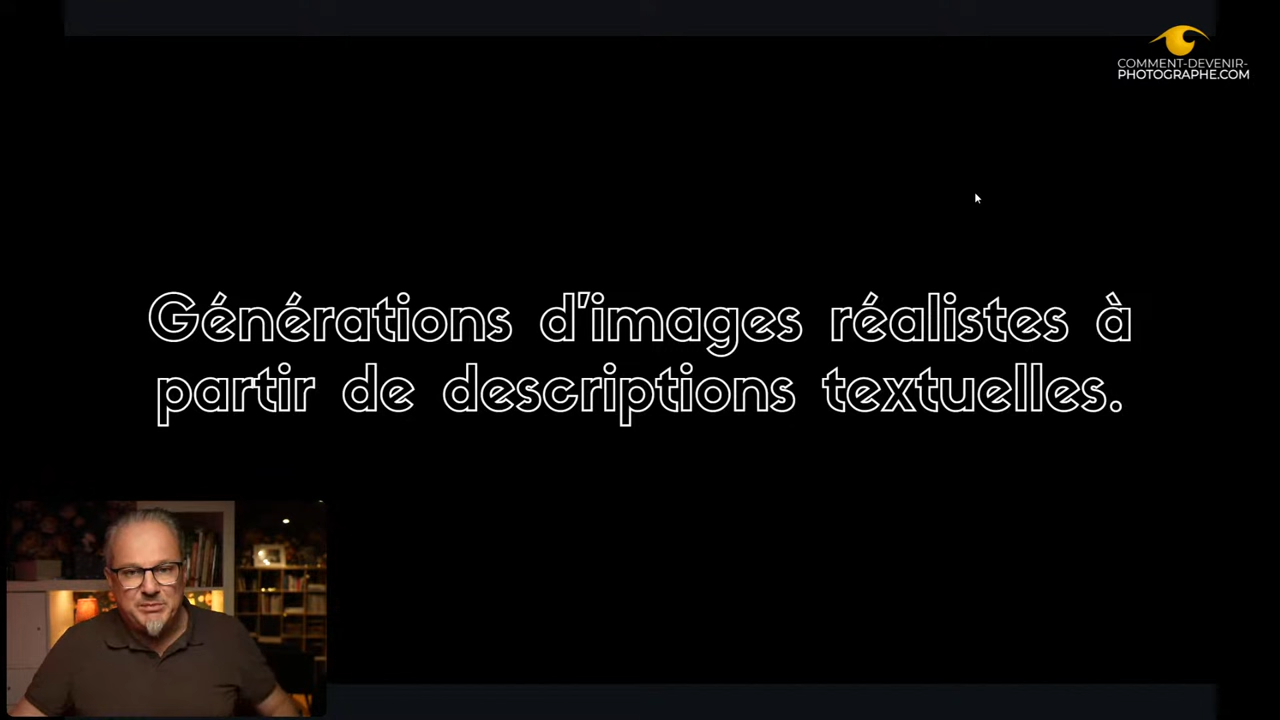 COMMENT-DEVENIR-
PHOTOGRAPHE.COM
Générations d'images réalistes à
partir de descriptions textuelles.